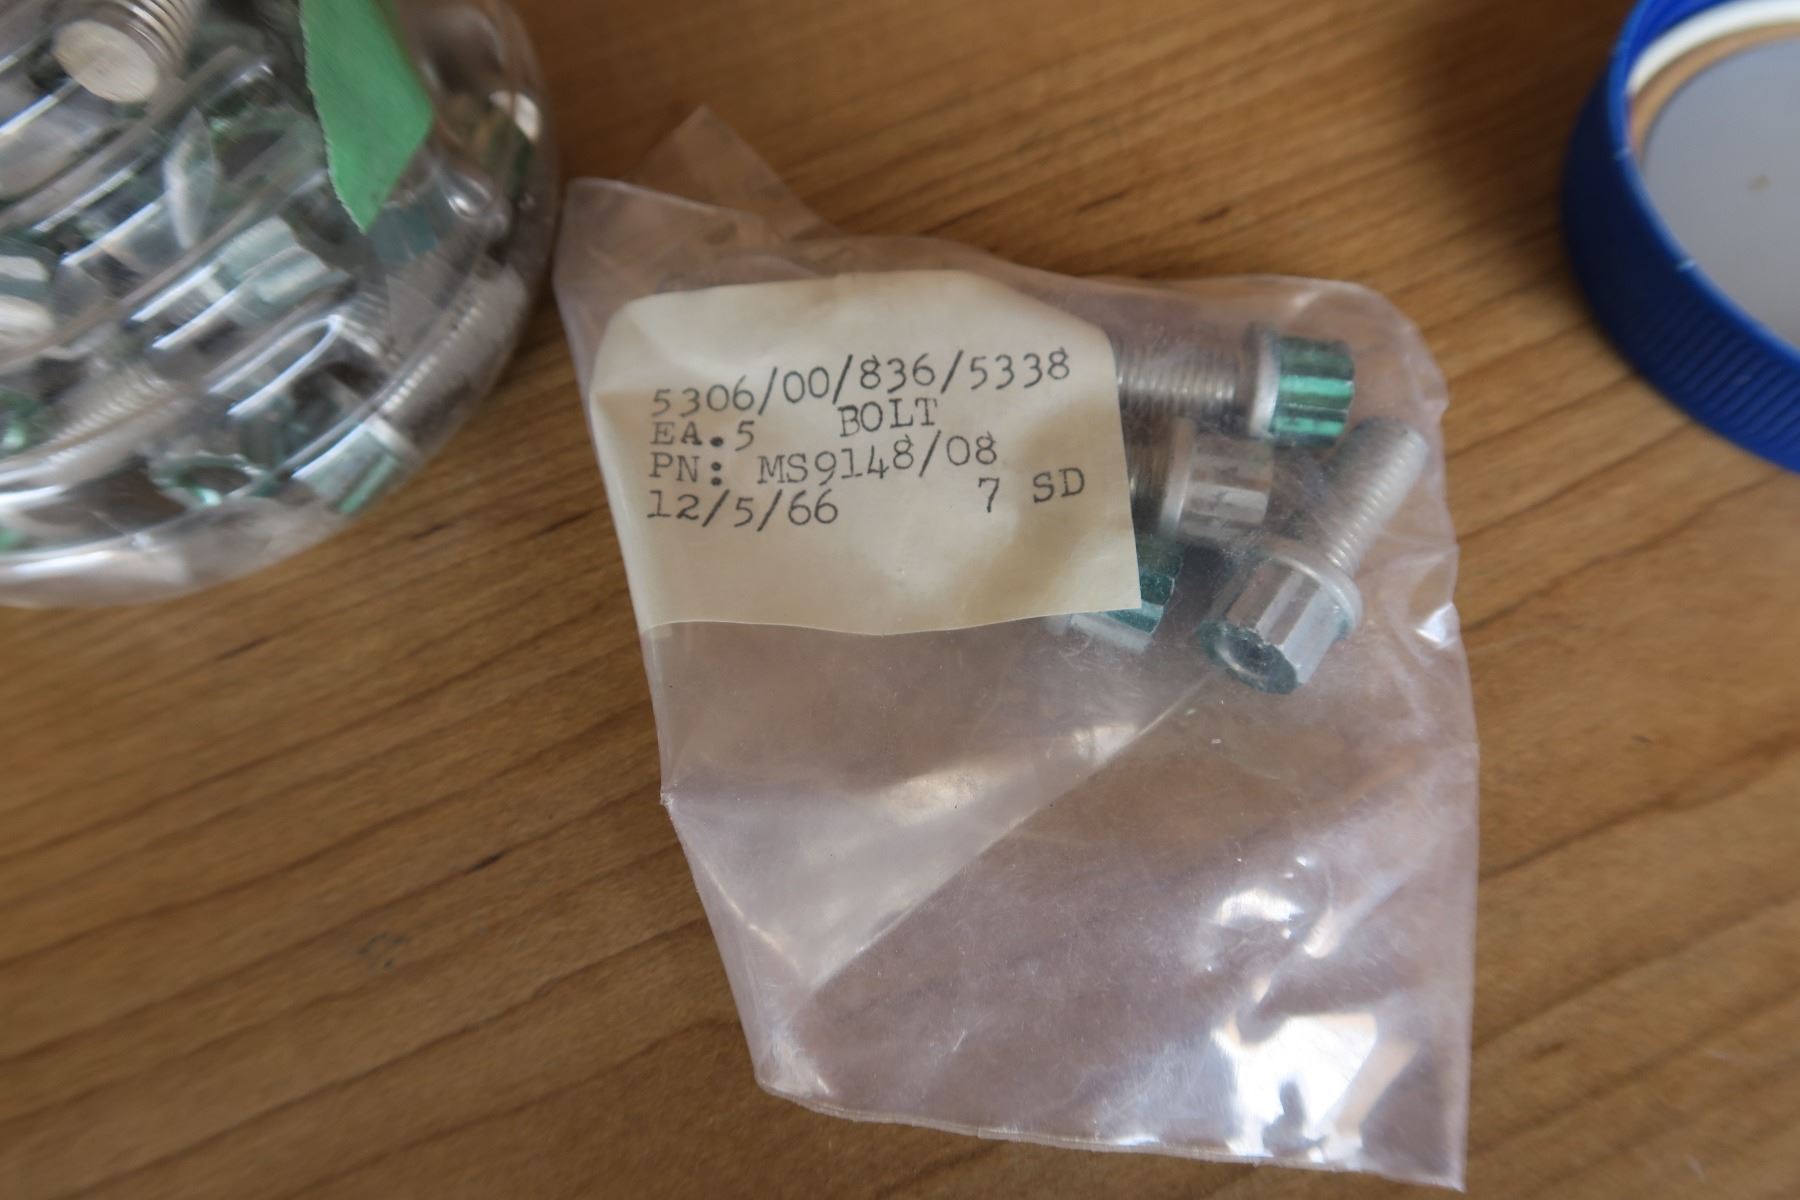 5306/00/836/5338
EA.5 BOLT
PN: MS9148/08
12/5/66 7 SD